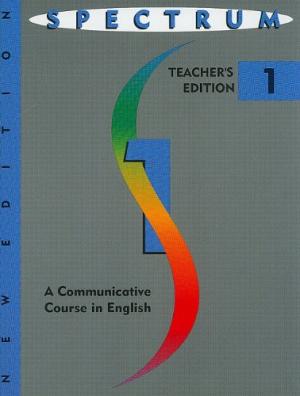 SPECTRUM
TEACHER'S
EDITION
1
1
A Communicative
Course in English
NEW EDITION